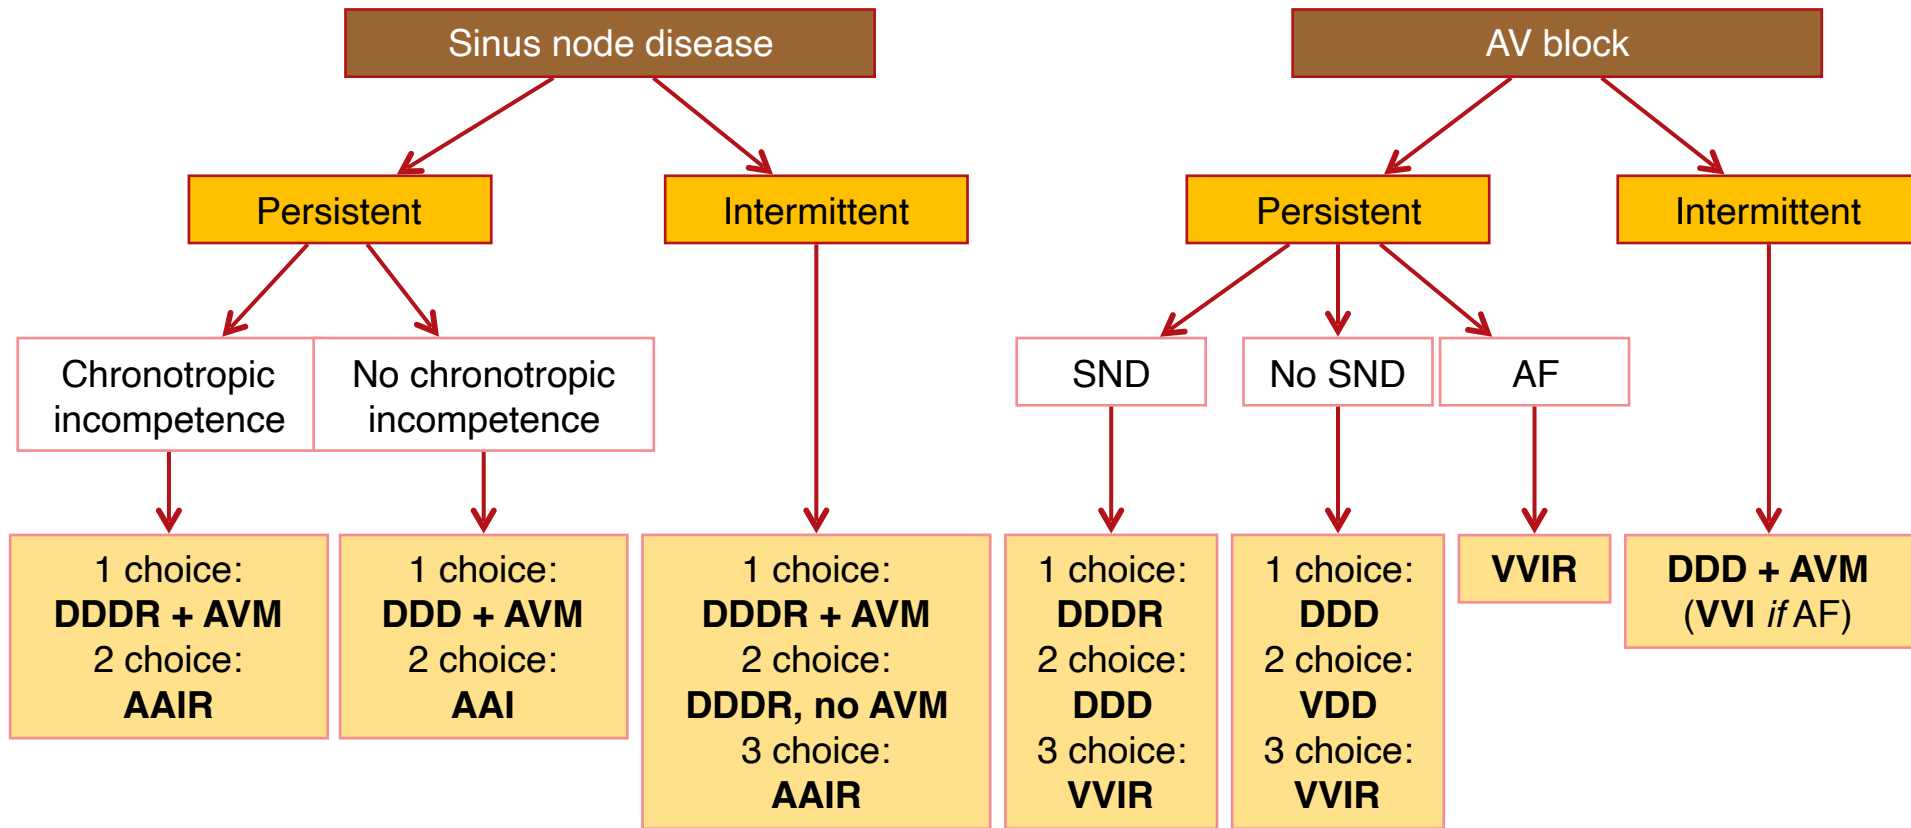 Sinus node disease
AV block
Persistent
Intermittent
Persistent
Intermittent
Chronotropic
incompetence
No chronotropic
incompetence
SND
No SND
AF
1 choice:
DDDR + AVM
2 choice:
AAIR
1 choice:
DDD + AVM
2 choice:
AAI
1 choice:
DDDR + AVM
2 choice:
DDDR, no AVM
3 choice:
AAIR
1 choice:
DDDR
2 choice:
DDD
3 choice:
VVIR
1 choice:
DDD
2 choice:
VDD
3 choice:
VVIR
VVIR
DDD + AVM
(VVI if AF)